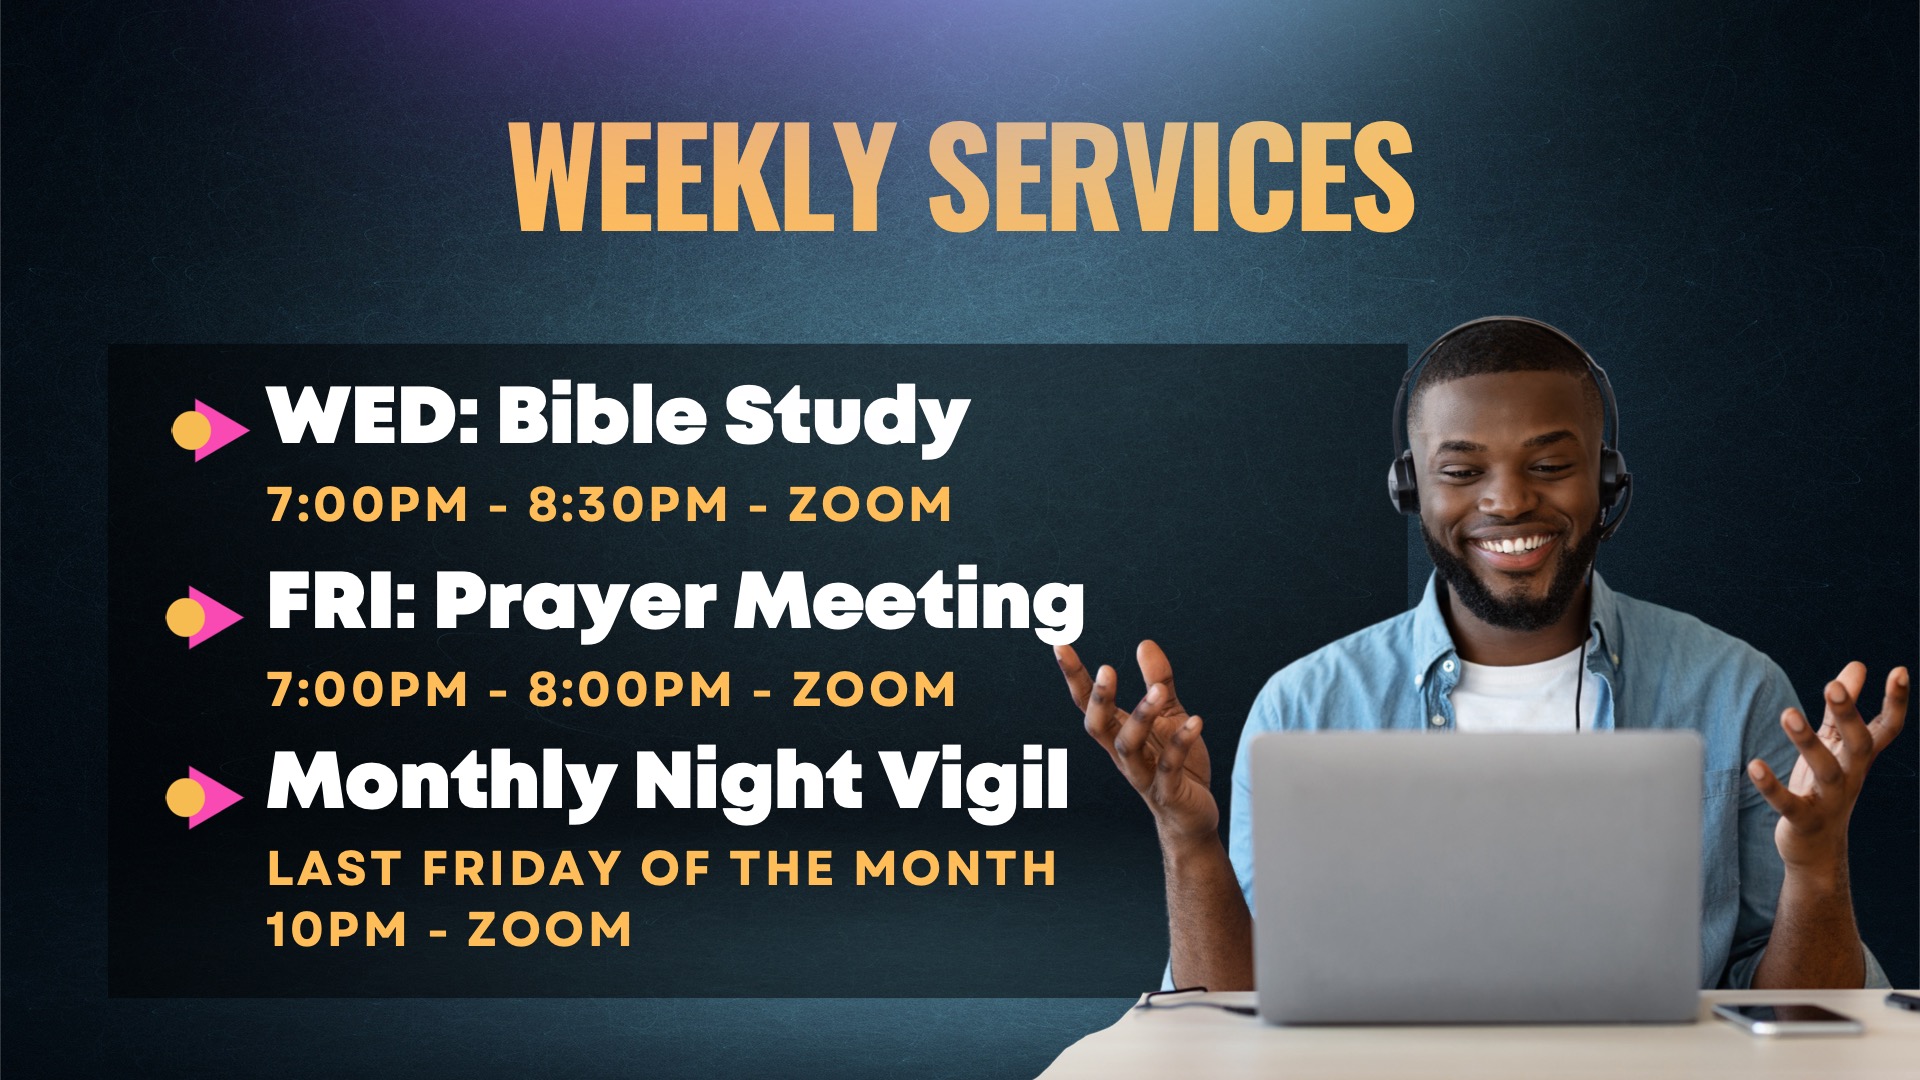 WEEKLY SERVICES
WED: Bible Study
7:00PM - 8:30PM - ZOOM
FRI: Prayer Meeting
7:00PM - 8:00PM - ZOOM
Monthly Night Vigil
LAST FRIDAY OF THE MONTH
10PM - ZOOM